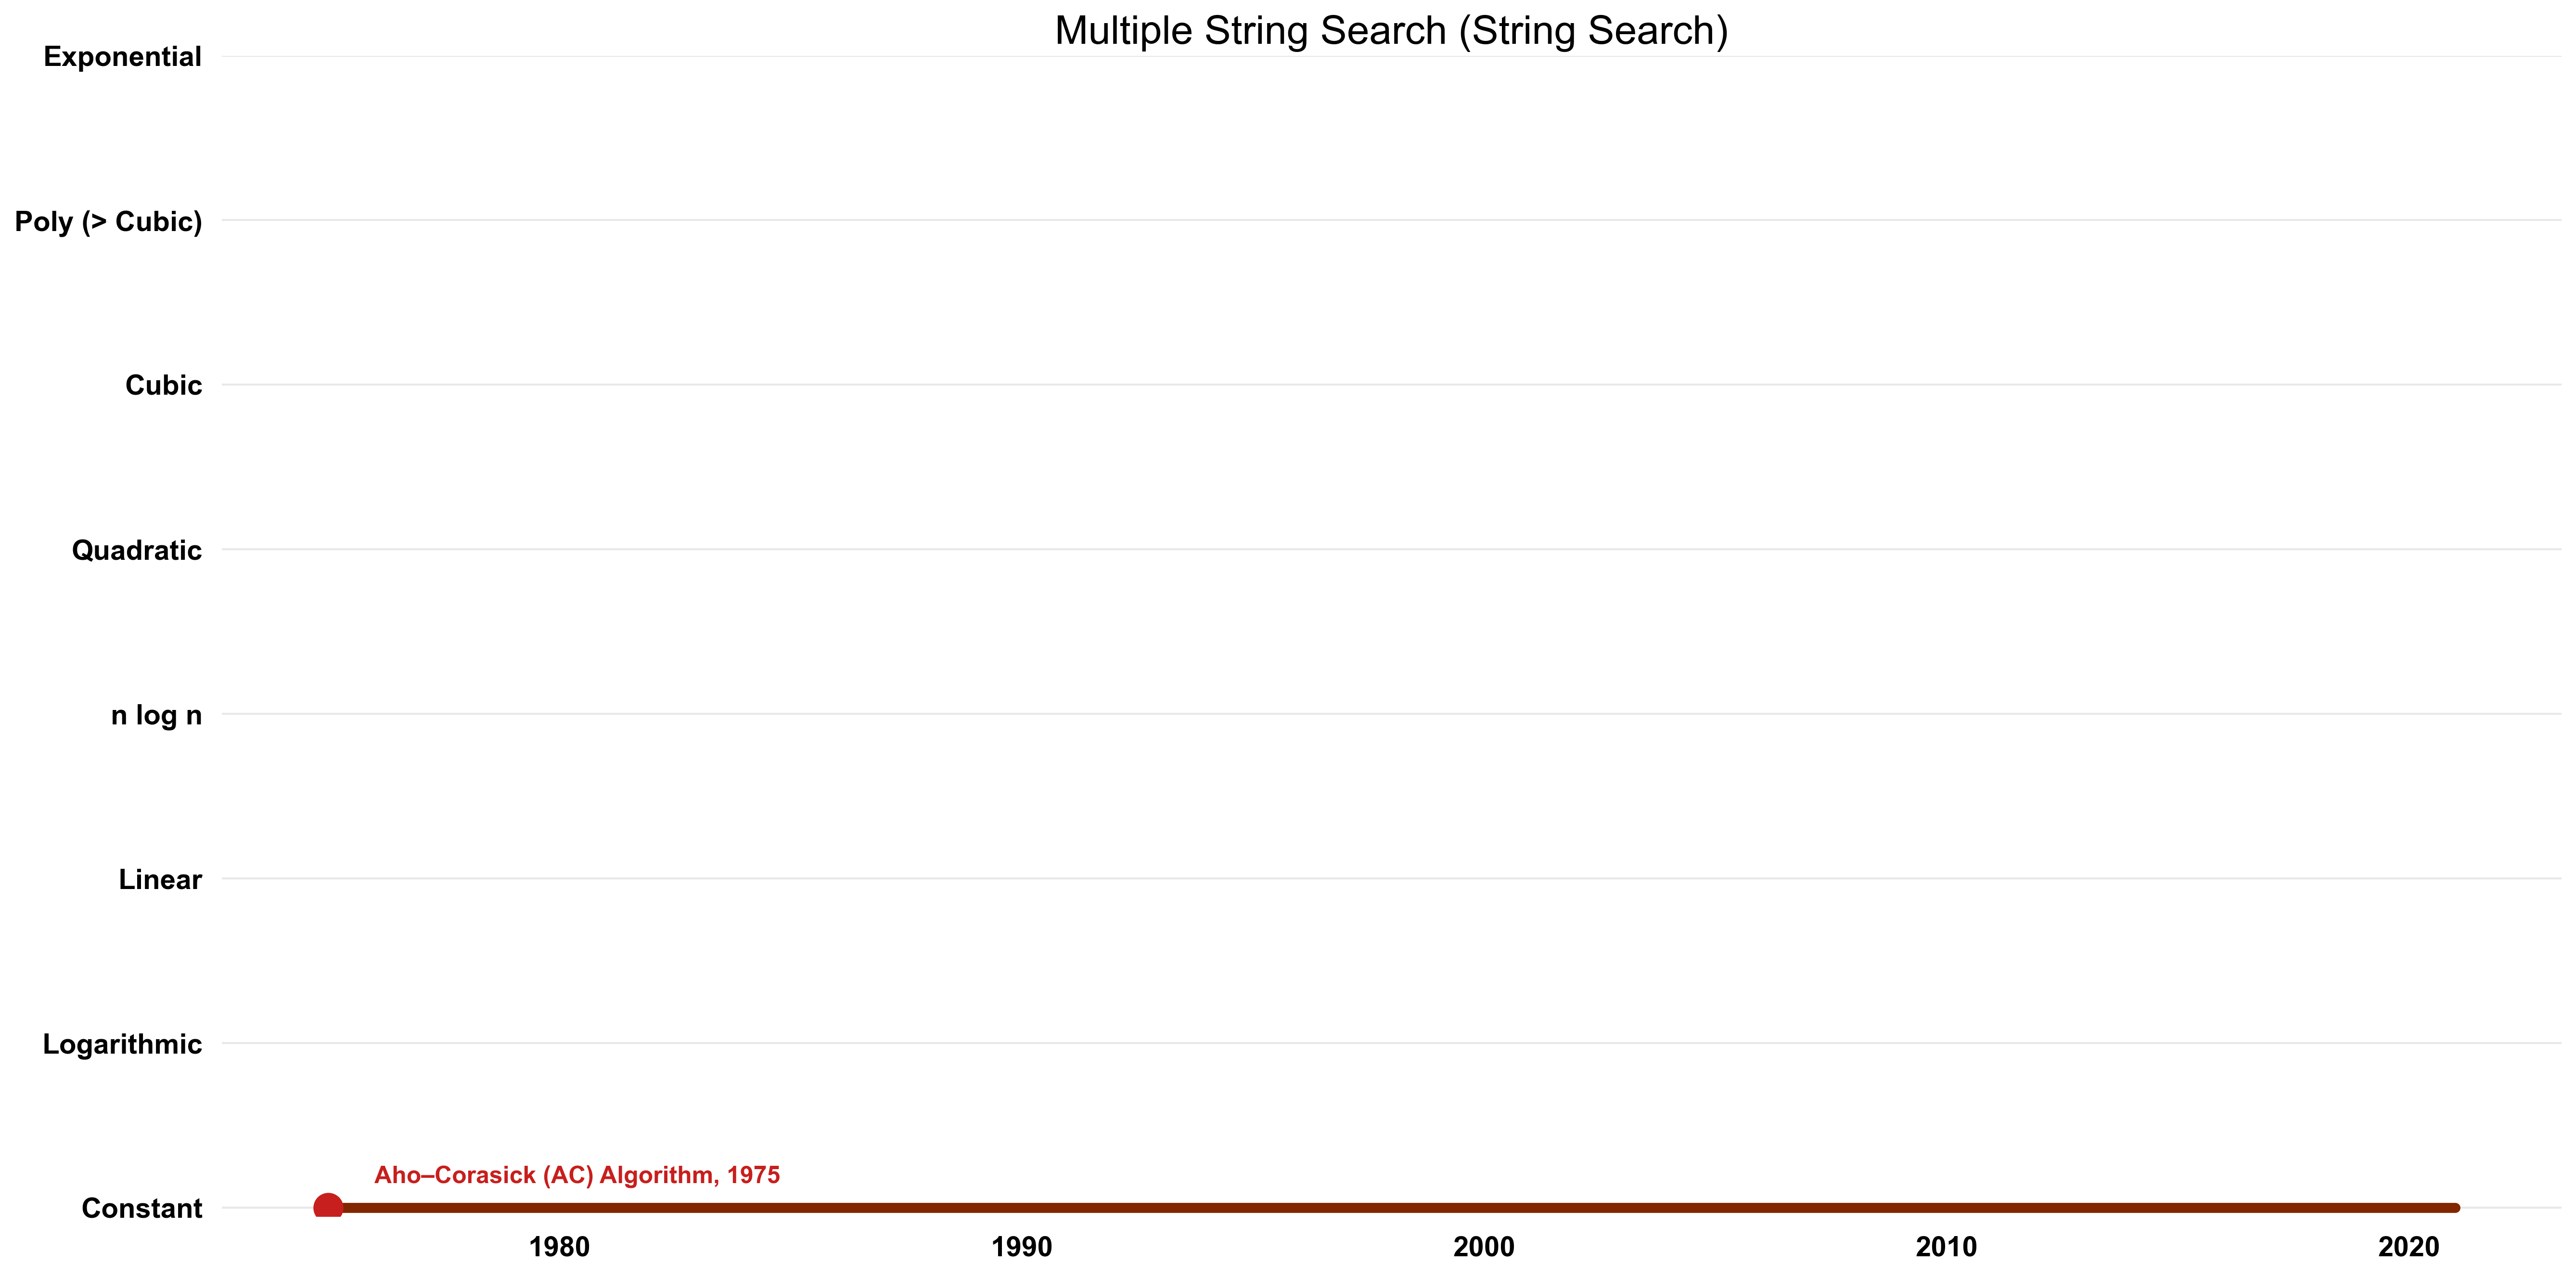 Multiple String Search (String Search)
Exponential
Poly (> Cubic)
Cubic
Quadratic
n log n
Linear
Logarithmic
Aho–Corasick (AC) Algorithm, 1975
Constant
1980 1990 2000 2010 2020